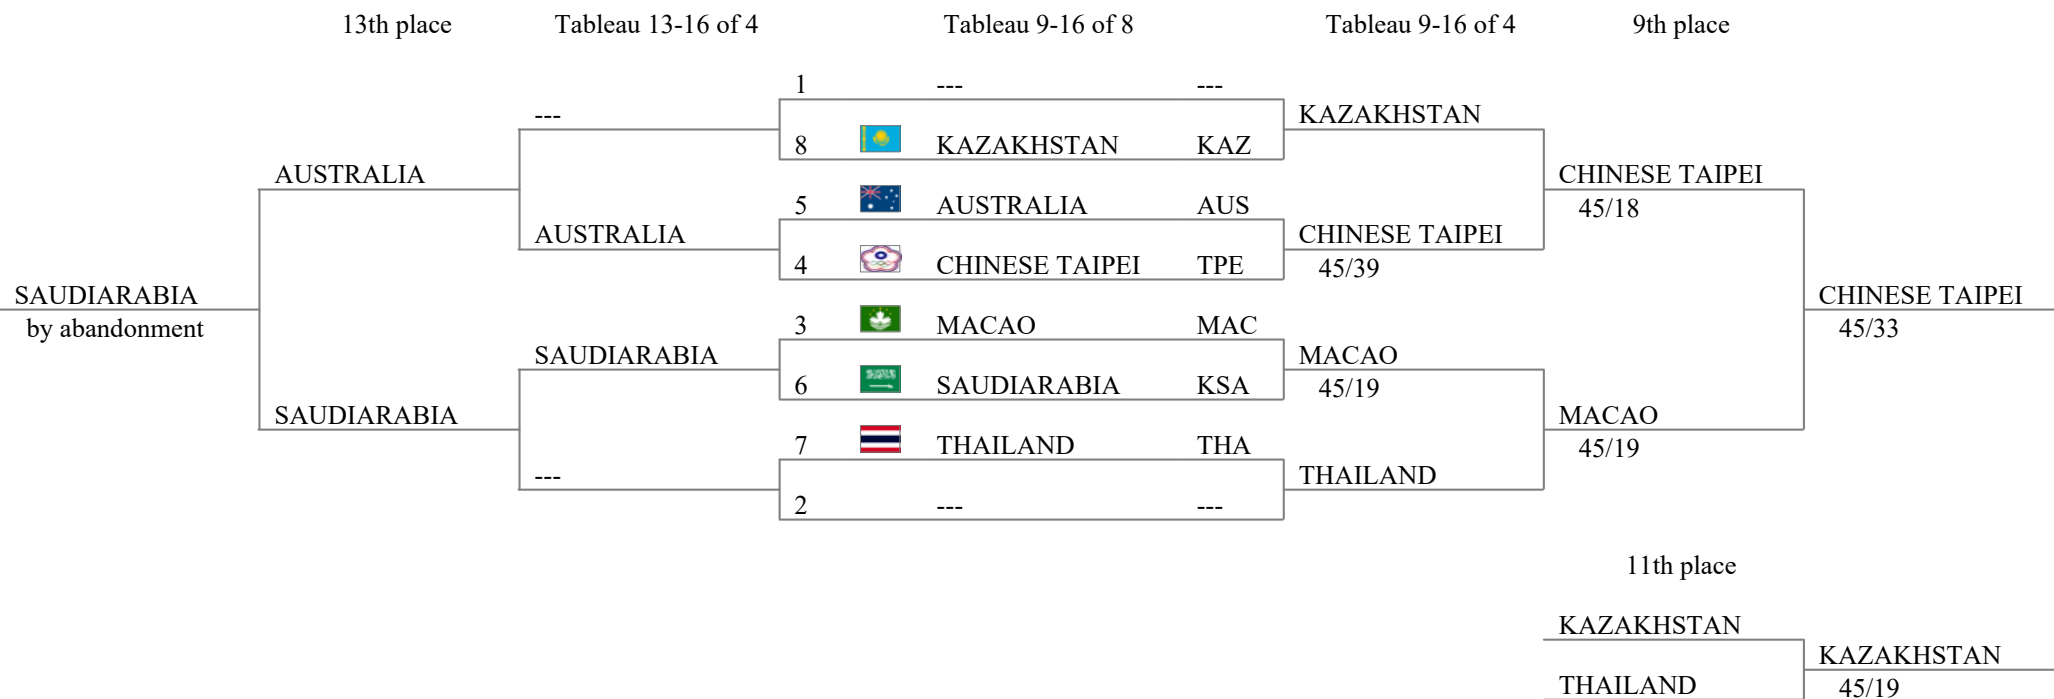 13th place Tableau 13-16 of 4 Tableau 9-16 of 8 Tableau 9-16 of 4 9th place
1 --- ---
--- KAZAKHSTAN
8 KAZAKHSTAN KAZ
AUSTRALIA CHINESE TAIPEI
5 AUSTRALIA AUS 45/18
AUSTRALIA CHINESE TAIPEI
4 CHINESE TAIPEI TPE 45/39
SAUDIARABIA CHINESE TAIPEI
by abandonment 3 MACAO MAC 45/33
SAUDIARABIA MACAO
6 SAUDIARABIA KSA 45/19
SAUDIARABIA MACAO
7 THAILAND THA 45/19
--- THAILAND
2 --- ---
11th place
KAZAKHSTAN
KAZAKHSTAN
THAILAND 45/19